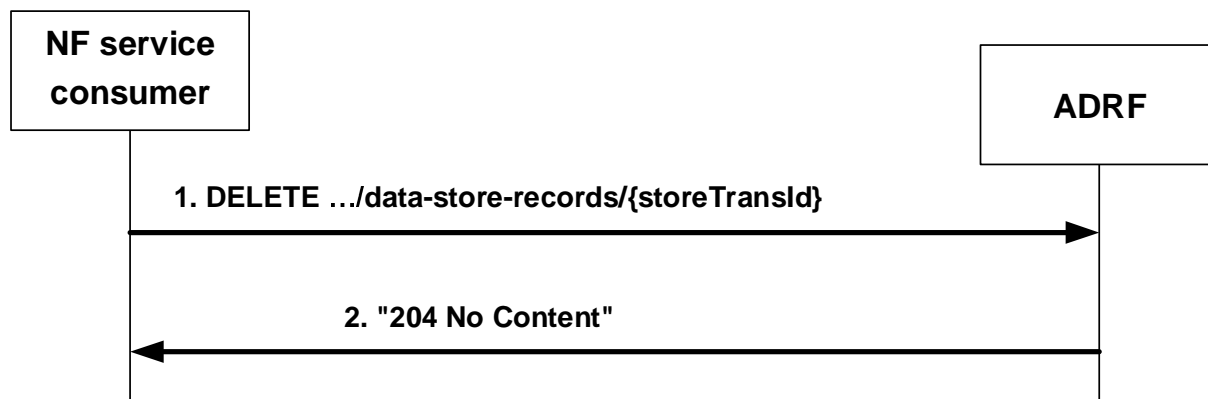 NF service
consumer
ADRF
1. DELETE …/data-store-records/{storeTransId}
2. "204 No Content"